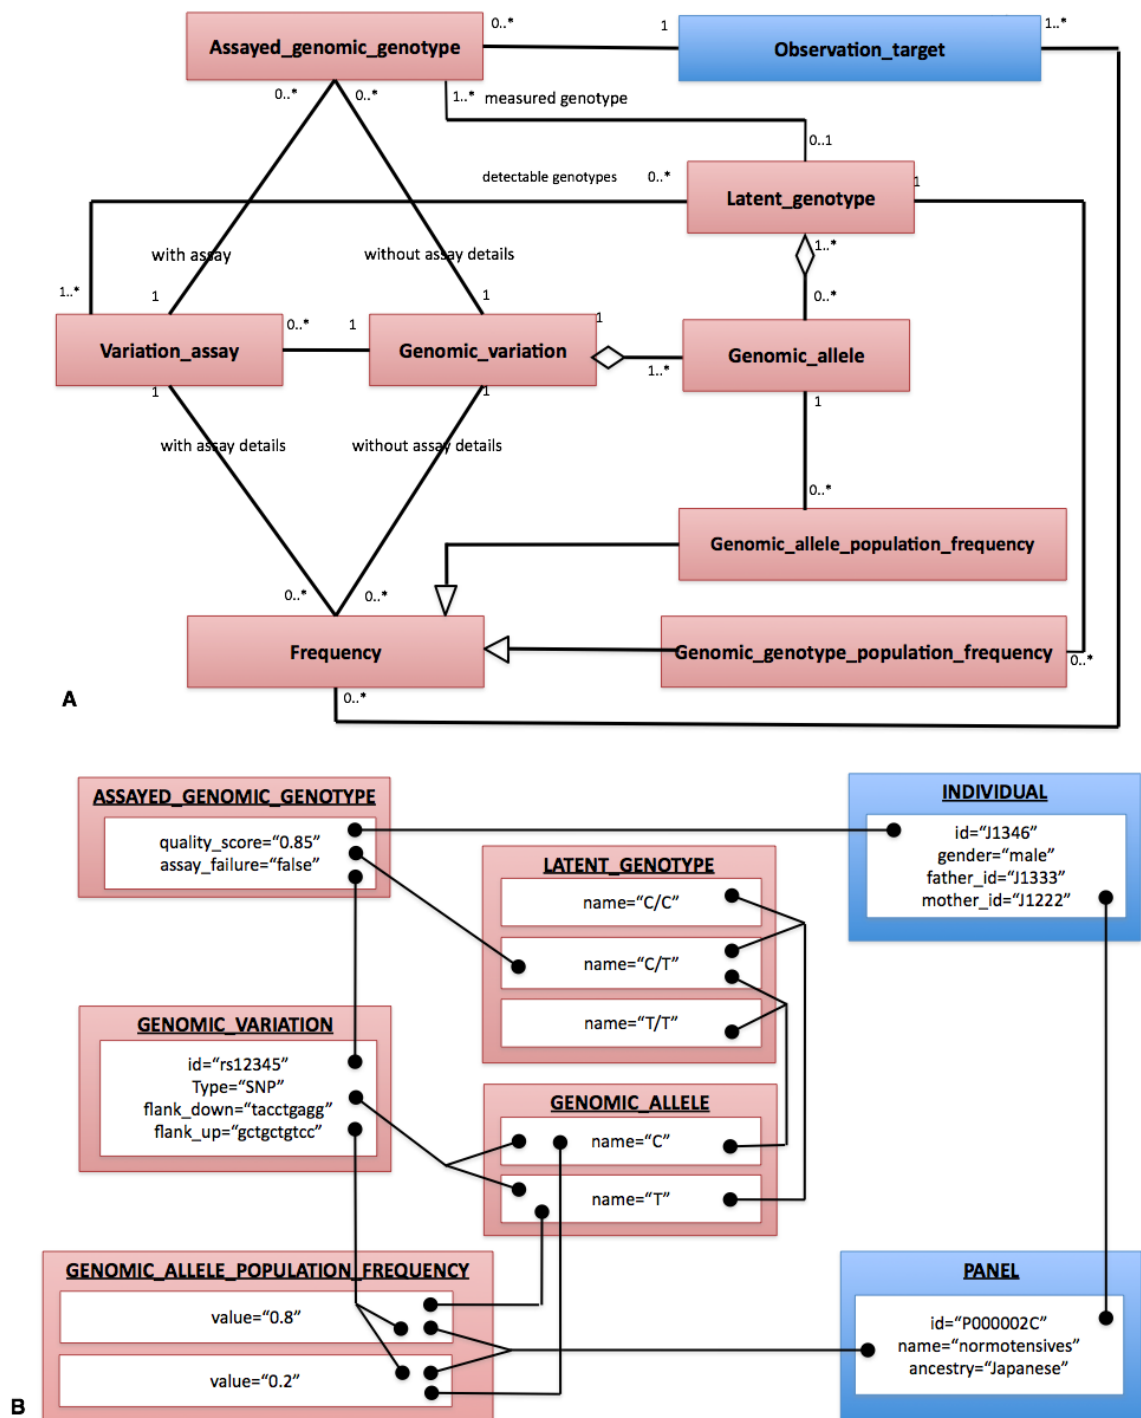 Assayed_genomic_genotype
0..*
1
Observation_target
1..*
0..*
0..*
1..*
measured genotype
0..1
detectable genotypes
0..*
Latent_genotype
1
with assay
without assay details
1..*
1..*
1
1
0..*
Variation_assay
0..*
1
Genomic_variation
1
1..*
Genomic_allele
1
1
1
with assay details
without assay details
0..*
Genomic_allele_population_frequency
0..*
0..*
Frequency
Genomic_genotype_population_frequency
0..*
0..*
A
ASSAYED_GENOMIC_GENOTYPE
quality_score=“0.85”
assay_failure=“false”
INDIVIDUAL
id=“J1346”
gender=“male”
father_id=“J1333”
mother_id=“J1222”
LATENT_GENOTYPE
name=“C/C”
name=“C/T”
name=“T/T”
GENOMIC_VARIATION
id=“rs12345”
Type=“SNP”
flank_down=“tacctgagg”
flank_up=“gctgctgtcc”
GENOMIC_ALLELE
name=“C”
name=“T”
GENOMIC_ALLELE_POPULATION_FREQUENCY
value=“0.8”
value=“0.2”
PANEL
id=“P000002C”
name=“normotensives”
ancestry=“Japanese”
B